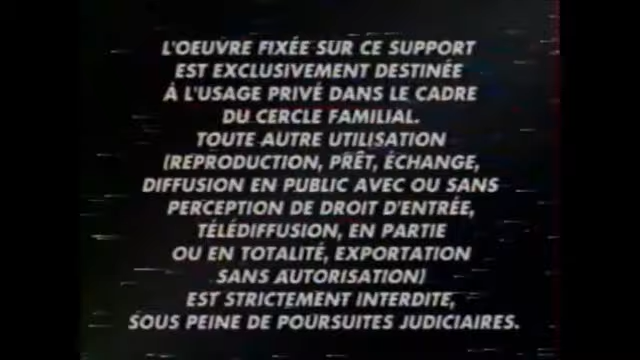 L'OEUVRE FIXÉE SUR CE SUPPORT
EST EXCLUSIVEMENT DESTINÉE
À L'USAGE PRIVÉ DANS LE CADRE
DU CERCLE FAMILIAL.
TOUTE AUTRE UTILISATION
(REPRODUCTION, PRÊT, ÉCHANGE,
DIFFUSION EN PUBLIC AVEC OU SANS
PERCEPTION DE DROIT D'ENTRÉE,
TÉLÉDIFFUSION, EN PARTIE
OU EN TOTALITÉ, EXPORTATION
SANS AUTORISATION)
EST STRICTEMENT INTERDITE,
SOUS PEINE DE POURSUITES JUDICIAIRES.